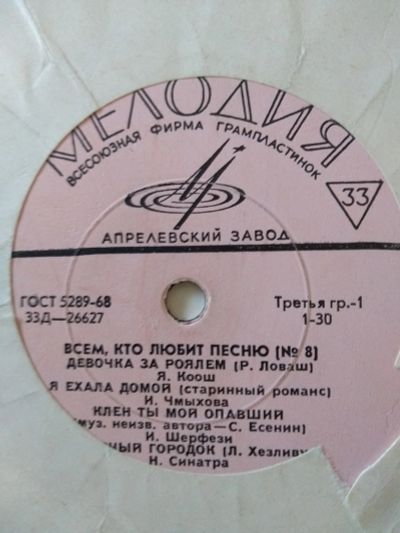 МЕЛОДИЯ
ВСЕСОЮЗНАЯ ФИРМА ГРАМПЛАСТИНОК
33
АПРЕЛЕВСКИЙ ЗАВОД
ГОСТ 5289-68
Третья гр.-1
33Д—26627
1-30
ВСЕМ, КТО ЛЮБИТ ПЕСНЮ (№ 8)
ДЕВОЧКА ЗА РОЯЛЕМ (Р. Ловаш)
Я. Коош
Я ЕХАЛА ДОМОЙ (старинный романс)
И. Чмыхова
КЛЕН ТЫ МОЙ ОПАВШИЙ
муз. неизв. автора—С. Есенин)
И. Шерфези
ГОРОДОК (Л.
Н. Синатра